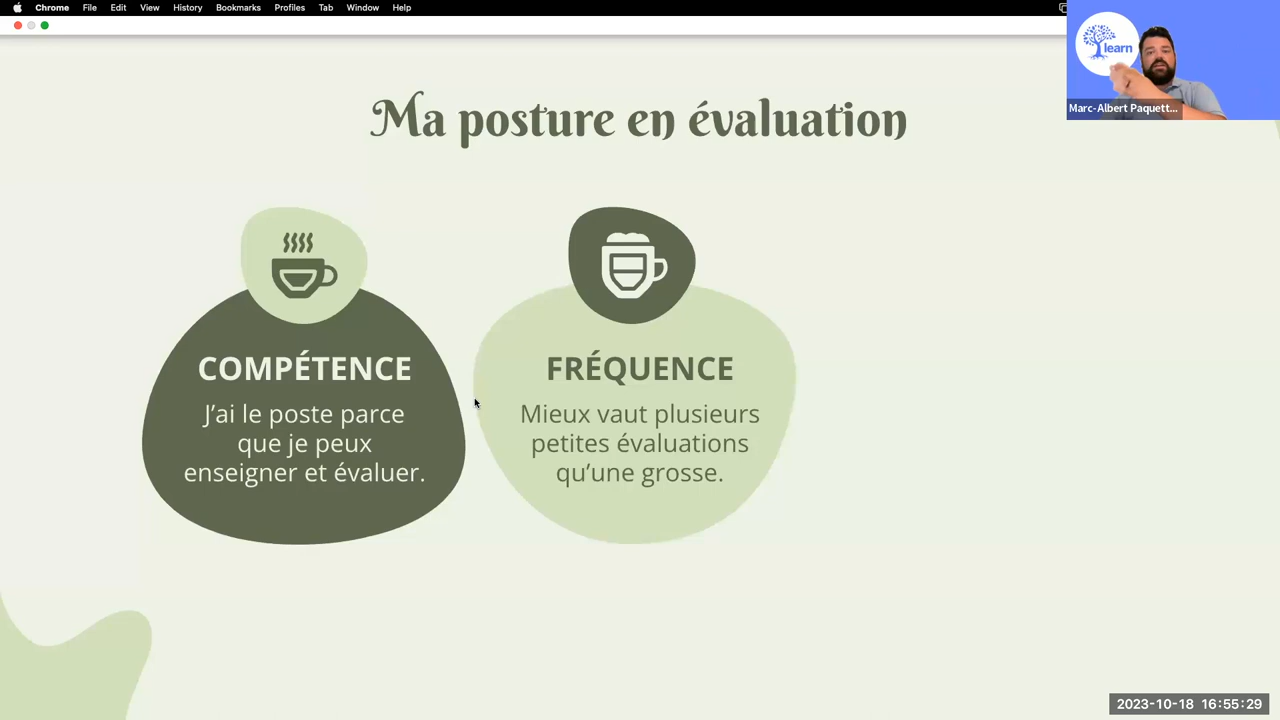 Chrome File Edit View History Bookmarks Profiles Tab Window Help
learn
Marc-Albert Paquett...
Ma posture en évaluation
COMPÉTENCE
J’ai le poste parce
que je peux
enseigner et évaluer.
FRÉQUENCE
Mieux vaut plusieurs
petites évaluations
qu’une grosse.
2023-10-18 16:55:29